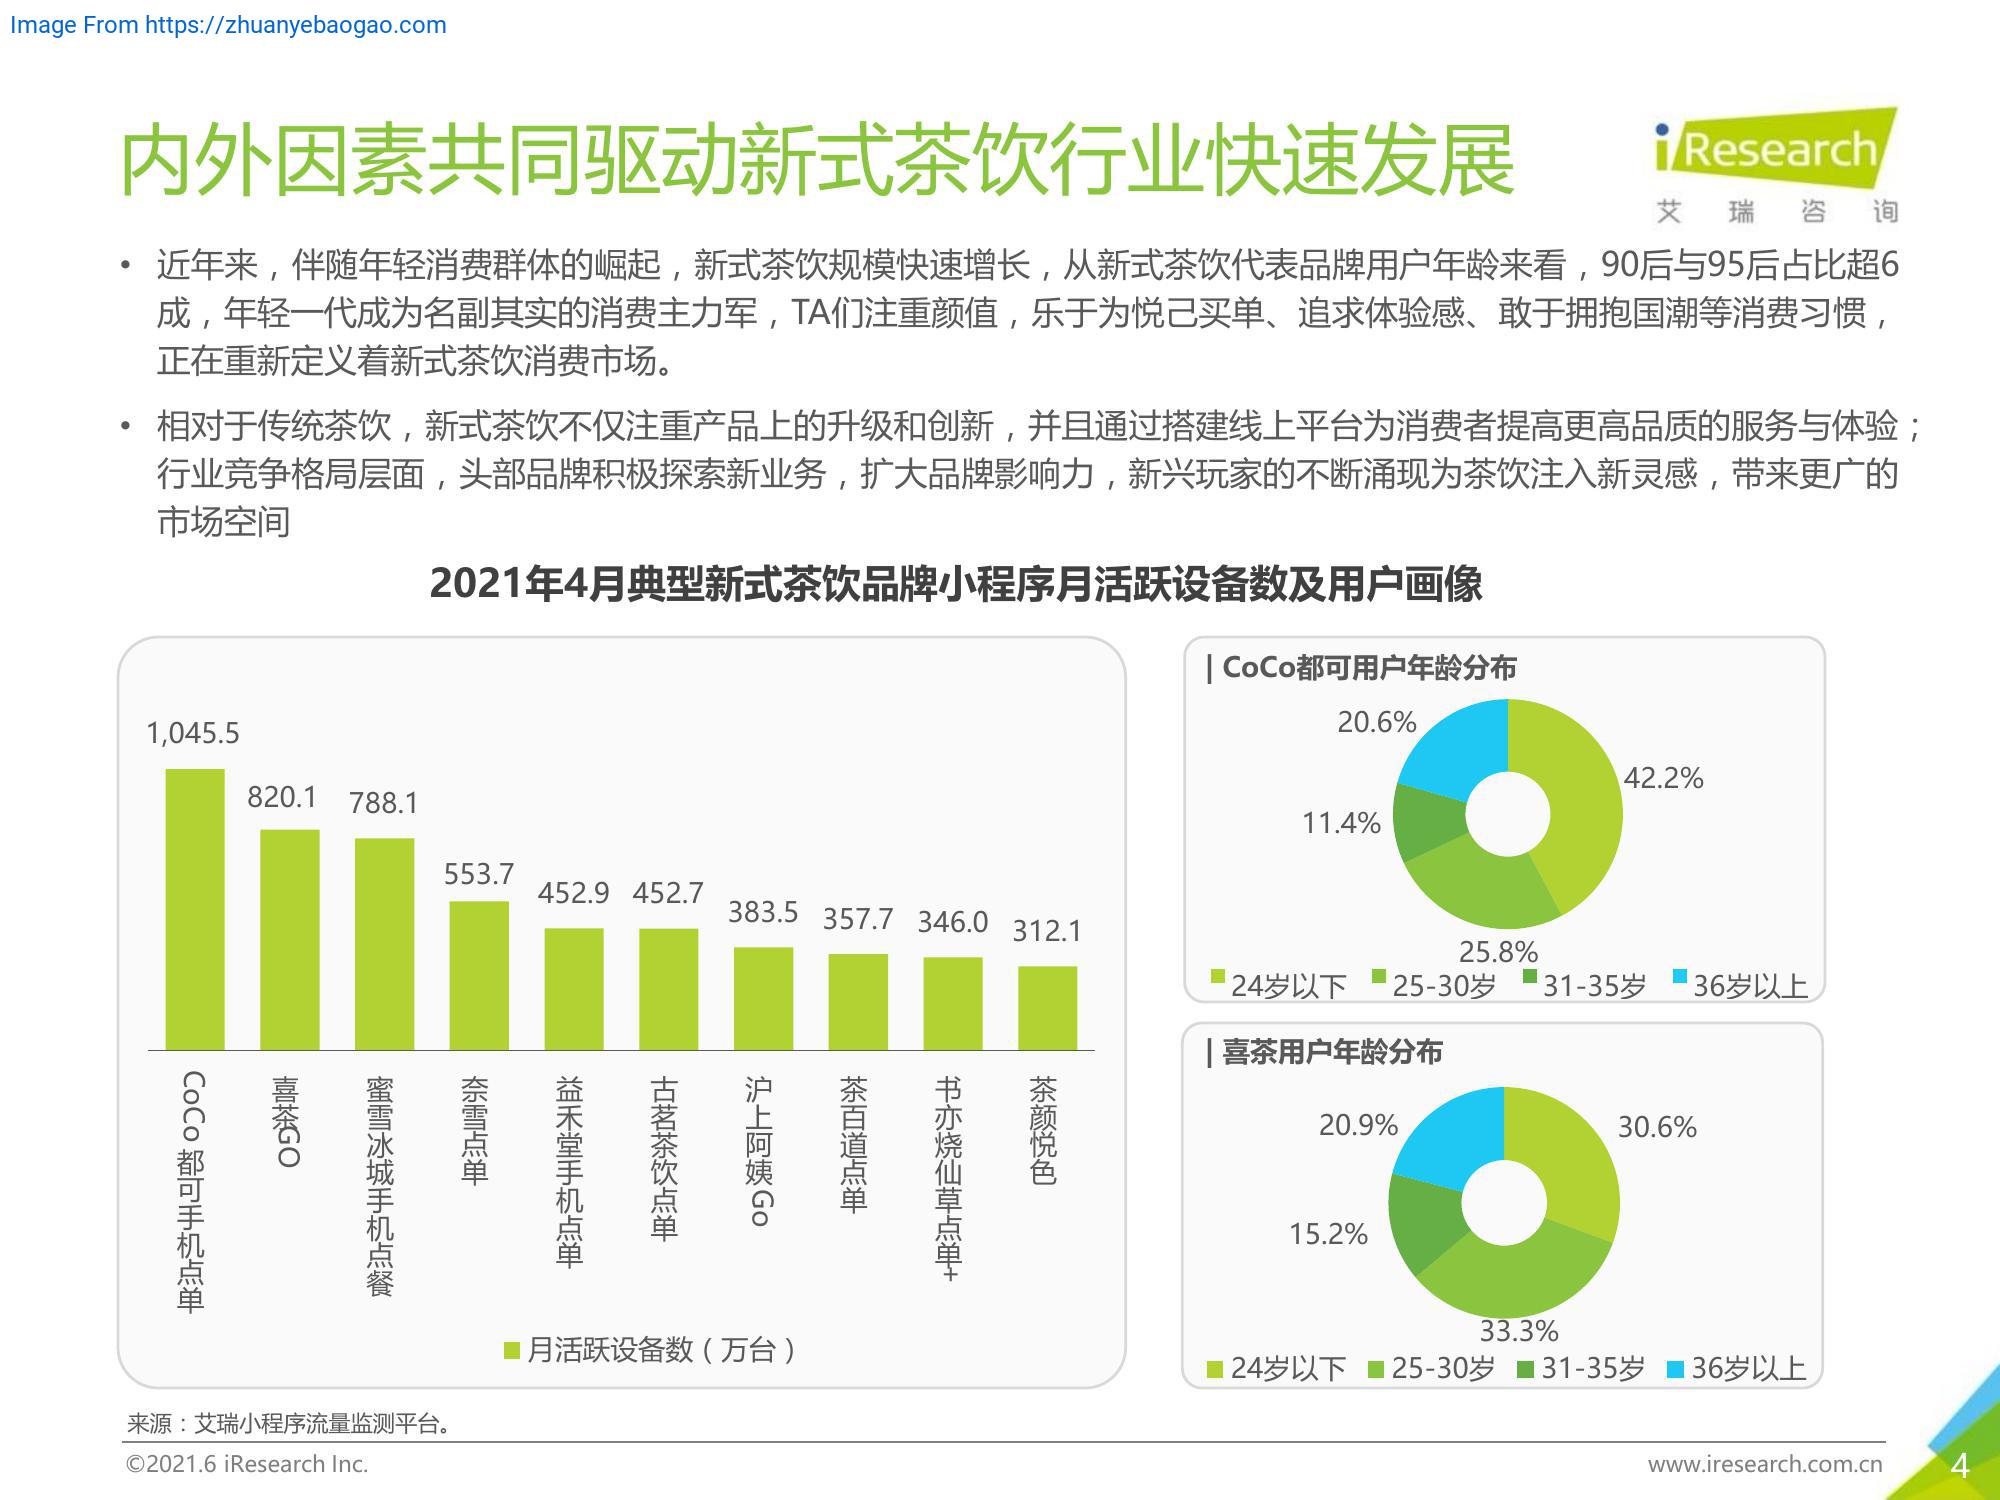 Image From https://zhuanyebaogao.com
内外因素共同驱动新式茶饮行业快速发展
iResearch
艾瑞咨询
• 近年来，伴随年轻消费群体的崛起，新式茶饮规模快速增长，从新式茶饮代表品牌用户年龄来看，90后与95后占比超6
成，年轻一代成为名副其实的消费主力军，TA们注重颜值，乐于为悦己买单、追求体验感、敢于拥抱国潮等消费习惯，
正在重新定义着新式茶饮消费市场。
• 相对于传统茶饮，新式茶饮不仅注重产品上的升级和创新，并且通过搭建线上平台为消费者提高更高品质的服务与体验；
行业竞争格局层面，头部品牌积极探索新业务，扩大品牌影响力，新兴玩家的不断涌现为茶饮注入新灵感，带来更广的
市场空间
2021年4月典型新式茶饮品牌小程序月活跃设备数及用户画像
1,045.5
820.1
788.1
553.7
452.9
452.7
383.5
357.7
346.0
312.1
CoCo都可手机点单
喜茶GO
蜜雪冰城手机点餐
奈雪点单
益禾堂手机点单
古茗茶饮点单
沪上阿姨Go
茶百道点单
书亦烧仙草点单+
茶颜悦色
月活跃设备数（万台）
| CoCo都可用户年龄分布
20.6%
42.2%
11.4%
25.8%
24岁以下 25-30岁 31-35岁 36岁以上
| 喜茶用户年龄分布
20.9%
30.6%
15.2%
33.3%
24岁以下 25-30岁 31-35岁 36岁以上
来源：艾瑞小程序流量监测平台。
©2021.6 iResearch Inc.
www.iresearch.com.cn
4